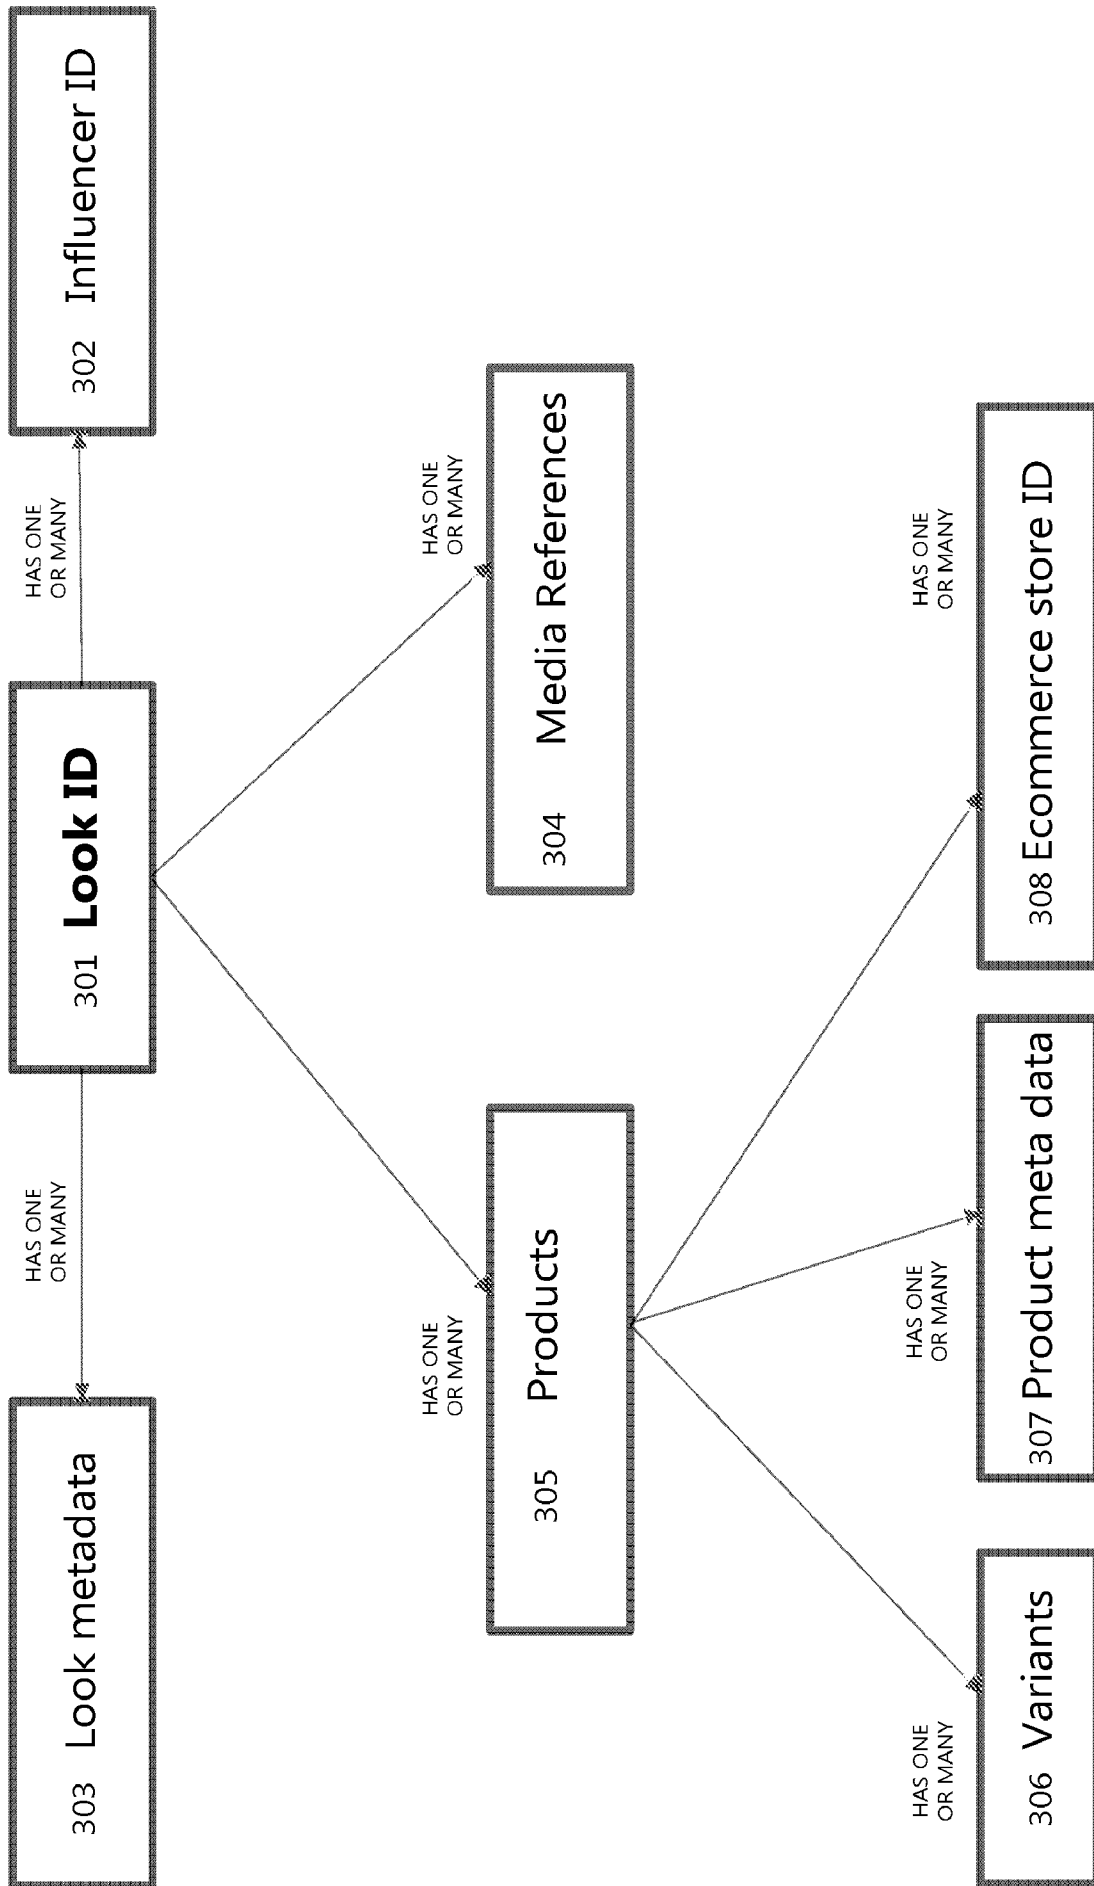 303 Look metadata
HAS ONE
OR MANY
301 Look ID
HAS ONE
OR MANY
302 Influencer ID
HAS ONE
OR MANY
305 Products
HAS ONE
OR MANY
304 Media References
HAS ONE
OR MANY
306 Variants
HAS ONE
OR MANY
307 Product meta data
HAS ONE
OR MANY
308 Ecommerce store ID